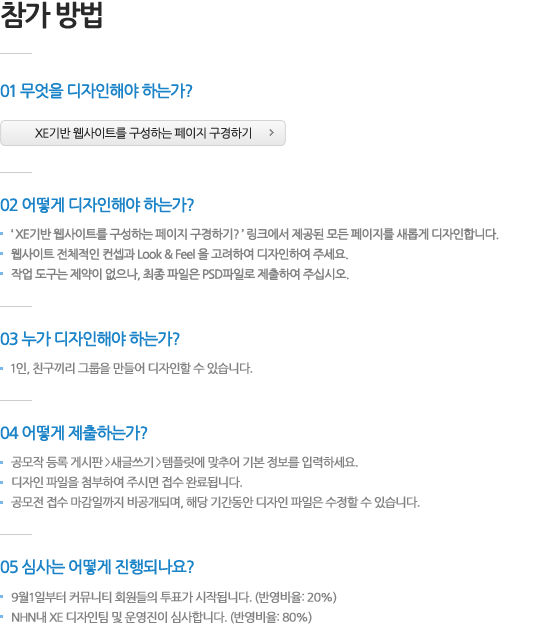 참가 방법
01 무엇을 디자인해야 하는가?
XE기반 웹사이트를 구성하는 페이지 구경하기 >
02 어떻게 디자인해야 하는가?
' XE기반 웹사이트를 구성하는 페이지 구경하기? ' 링크에서 제공된 모든 페이지를 새롭게 디자인합니다.
웹사이트 전체적인 컨셉과 Look & Feel 을 고려하여 디자인하여 주세요.
작업 도구는 제약이 없으나, 최종 파일은 PSD파일로 제출하여 주십시오.
03 누가 디자인해야 하는가?
1인, 친구끼리 그룹을 만들어 디자인할 수 있습니다.
04 어떻게 제출하는가?
공모작 등록 게시판 >새글쓰기 >템플릿에 맞추어 기본 정보를 입력하세요.
디자인 파일을 첨부하여 주시면 접수 완료됩니다.
공모전 접수 마감일까지 비공개되며, 해당 기간동안 디자인 파일은 수정할 수 있습니다.
05 심사는 어떻게 진행되나요?
9월1일부터 커뮤니티 회원들의 투표가 시작됩니다. (반영비율: 20%)
NHN내 XE 디자인팀 및 운영진이 심사합니다. (반영비율: 80%)